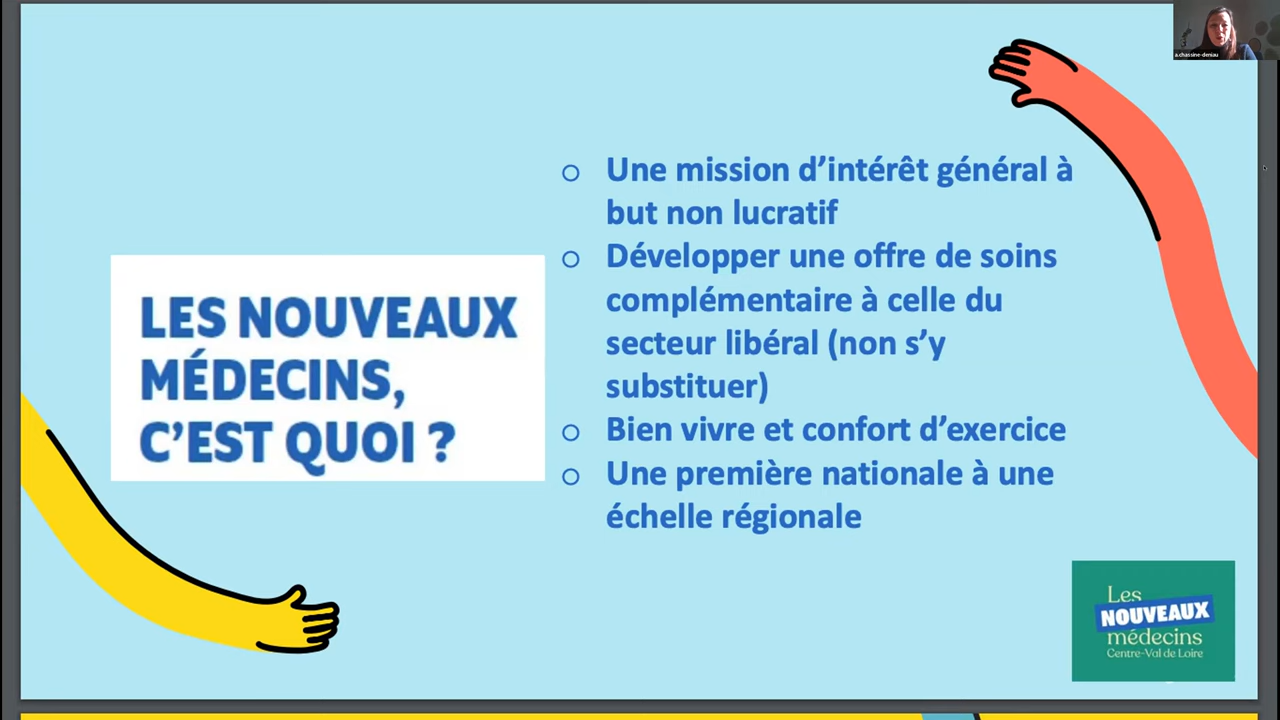 a.chassine-deniau
LES NOUVEAUX
MÉDECINS,
C’EST QUOI ?
o Une mission d’intérêt général à
but non lucratif
o Développer une offre de soins
complémentaire à celle du
secteur libéral (non s’y
substituer)
o Bien vivre et confort d’exercice
o Une première nationale à une
échelle régionale
Les
NOUVEAUX
médecins
Centre-Val de Loire